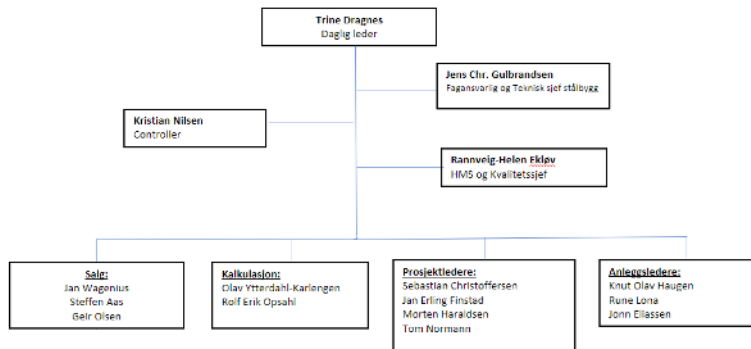 Trine Dragnes
Daglig leder
Jens Chr. Gulbrandsen
Fagansvarlig og Teknisk sjef stålbygg
Kristian Nilsen
Controller
Rannveig-Helen Ekløv
HMS og Kvalitetssjef
Salg:
Jan Wagenius
Steffen Aas
Geir Olsen
Kalkulasjon:
Olav Ytterdahl-Karlengen
Rolf Erik Opsahl
Prosjektledere:
Sebastian Christoffersen
Jan Erling Finstad
Morten Haraldsen
Tom Normann
Anleggsledere:
Knut Olav Haugen
Rune Lona
Jonn Eliassen